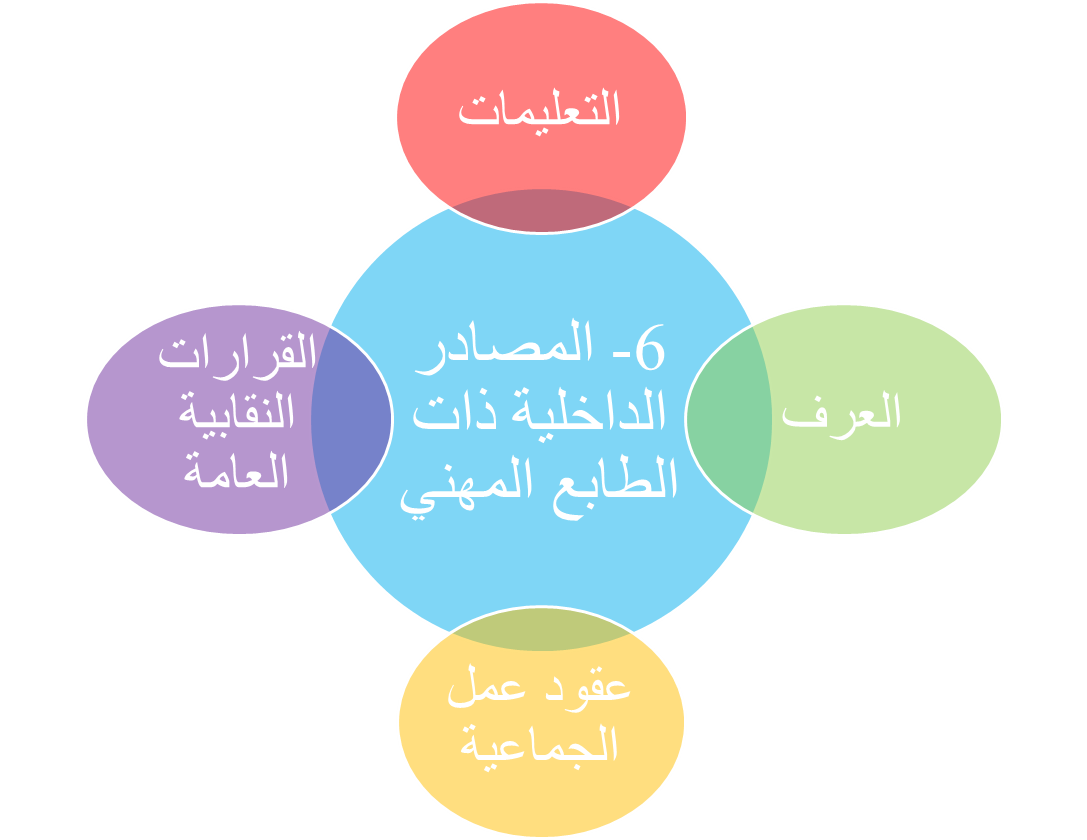 التعليمات
6- المصادر
الداخلية ذات
الطابع المهني
العرف
القرارات
النقابية
العامة
عقود عمل
الجماعية